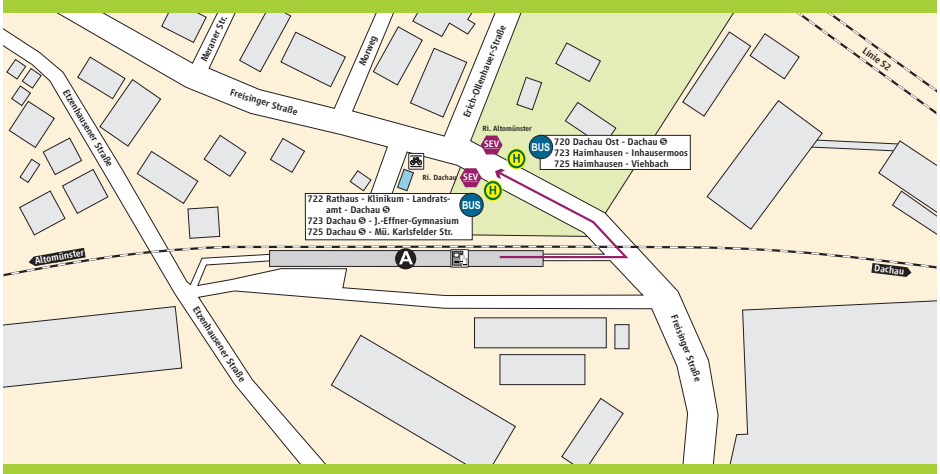 Meraner Str.
Morweg
Erich-Ollenhauer-Straße
Linie S2
Etzenhausener Straße
Freisinger Straße
Ri. Altomünster
SEV
H
BUS
720 Dachau Ost - Dachau S
723 Haimhausen - Inhausermoos
725 Haimhausen - Viehbach
Ri. Dachau
SEV
H
BUS
722 Rathaus - Klinikum - Landrats-
amt - Dachau S
723 Dachau S - J.-Effner-Gymnasium
725 Dachau S - Mü. Karlsfelder Str.
Altomünster
A
Dachau
Etzenhausener Straße
Freisinger Straße